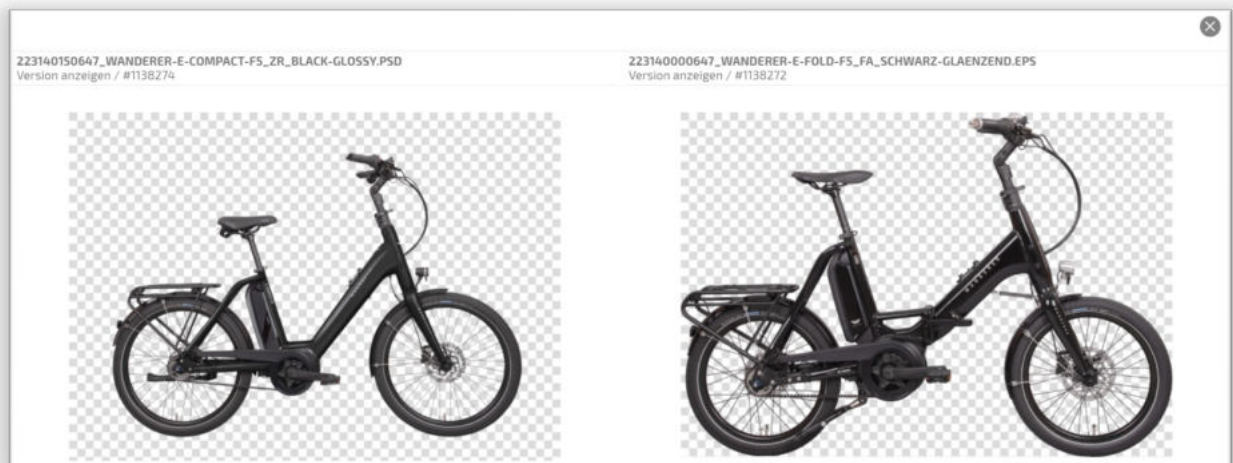 223140150647_WANDERER-E-COMPACT-F5_ZR_BLACK-GLOSSY.PSD
Version anzeigen / #1138274
223140000647_WANDERER-E-FOLD-F5_FA_SCHWARZ-GLAENZEND.EPS
Version anzeigen / #1138272